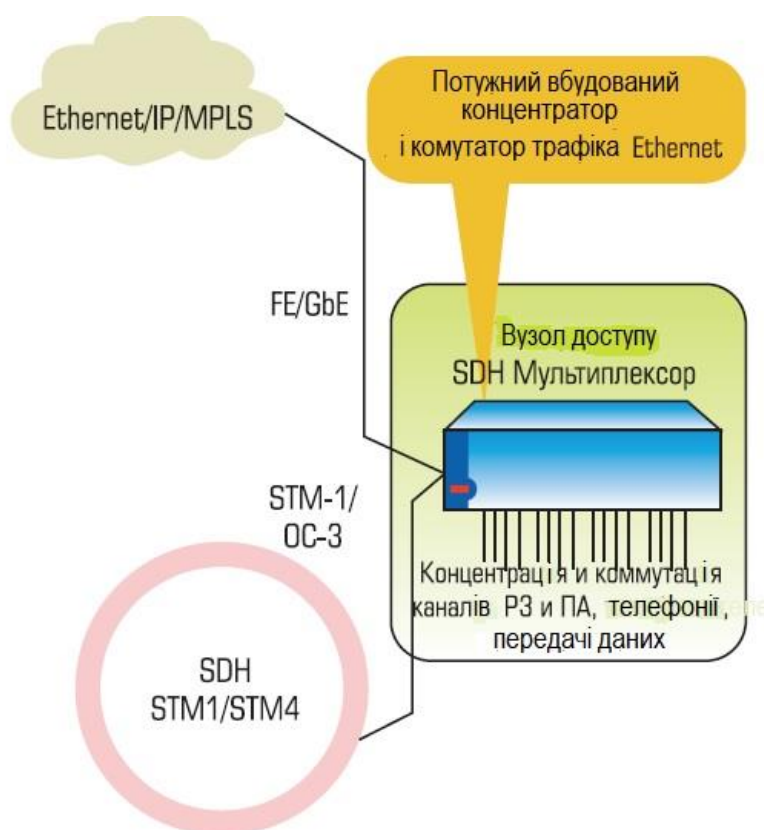 Ethernet/IP/MPLS
Потужний вбудований
концентратор
і комутатор трафіка Ethernet
FE/GbE
Вузол доступу
SDH Мультиплексор
STM-1/
OC-3
Концентрація и коммутація
каналів РЗ и ПА, телефонії,
передачі даних
SDH
STM1/STM4